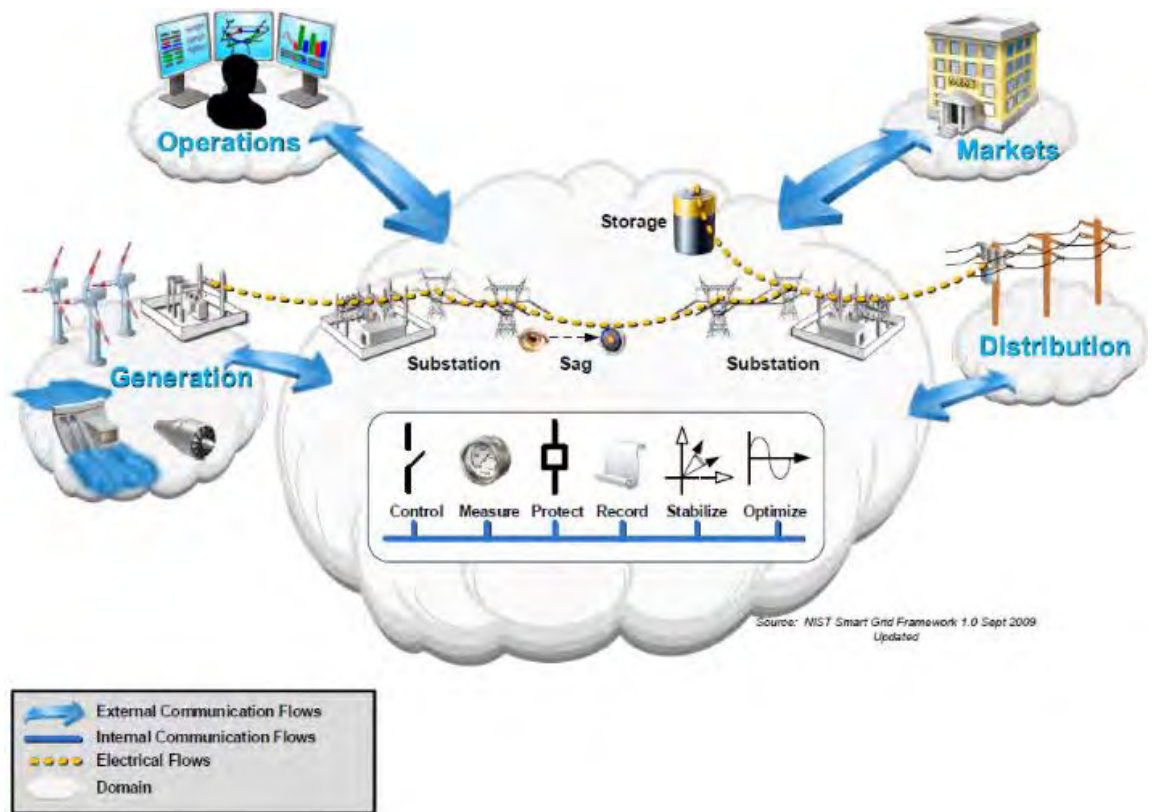 Operations
MARKET
Markets
Storage
Generation
Substation
Sag
Substation
Distribution
Control
Measure
Protect
Record
Stabilize
Optimize
Source: NIST Smart Grid Framework 1.0 Sept 2009
Updated
External Communication Flows
Internal Communication Flows
Electrical Flows
Domain